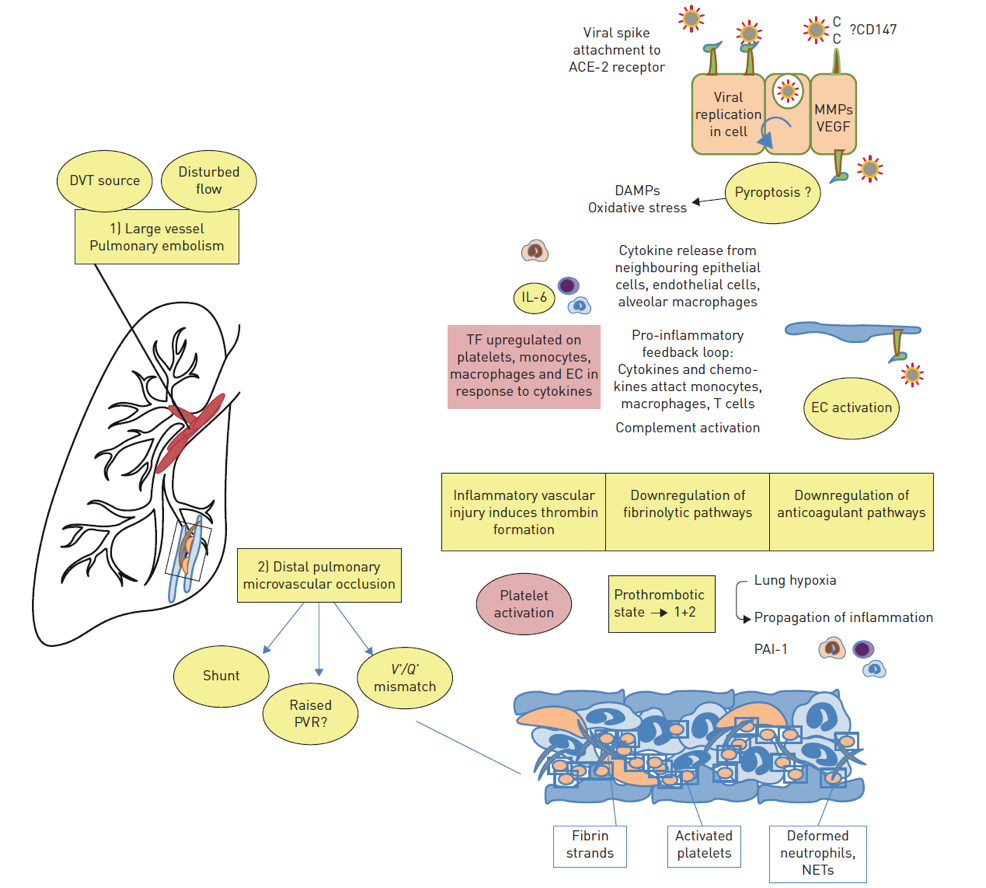 Viral spike
attachment to
ACE-2 receptor
C
C
?CD147
Viral
replication
in cell
MMPs
VEGF
Pyroptosis ?
DAMPs
Oxidative stress
DVT source
Disturbed
flow
1) Large vessel
Pulmonary embolism
IL-6
Cytokine release from
neighbouring epithelial
cells, endothelial cells,
alveolar macrophages
TF upregulated on
platelets, monocytes,
macrophages and EC in
response to cytokines
Pro-inflammatory
feedback loop:
Cytokines and chemo-
kines attact monocytes,
macrophages, T cells
Complement activation
EC activation
Inflammatory vascular
injury induces thrombin
formation
Downregulation of
fibrinolytic pathways
Downregulation of
anticoagulant pathways
2) Distal pulmonary
microvascular occlusion
Platelet
activation
Prothrombotic
state → 1+2
Lung hypoxia
Propagation of inflammation
PAI-1
Shunt
Raised
PVR?
V'/Q'
mismatch
Fibrin
strands
Activated
platelets
Deformed
neutrophils,
NETs